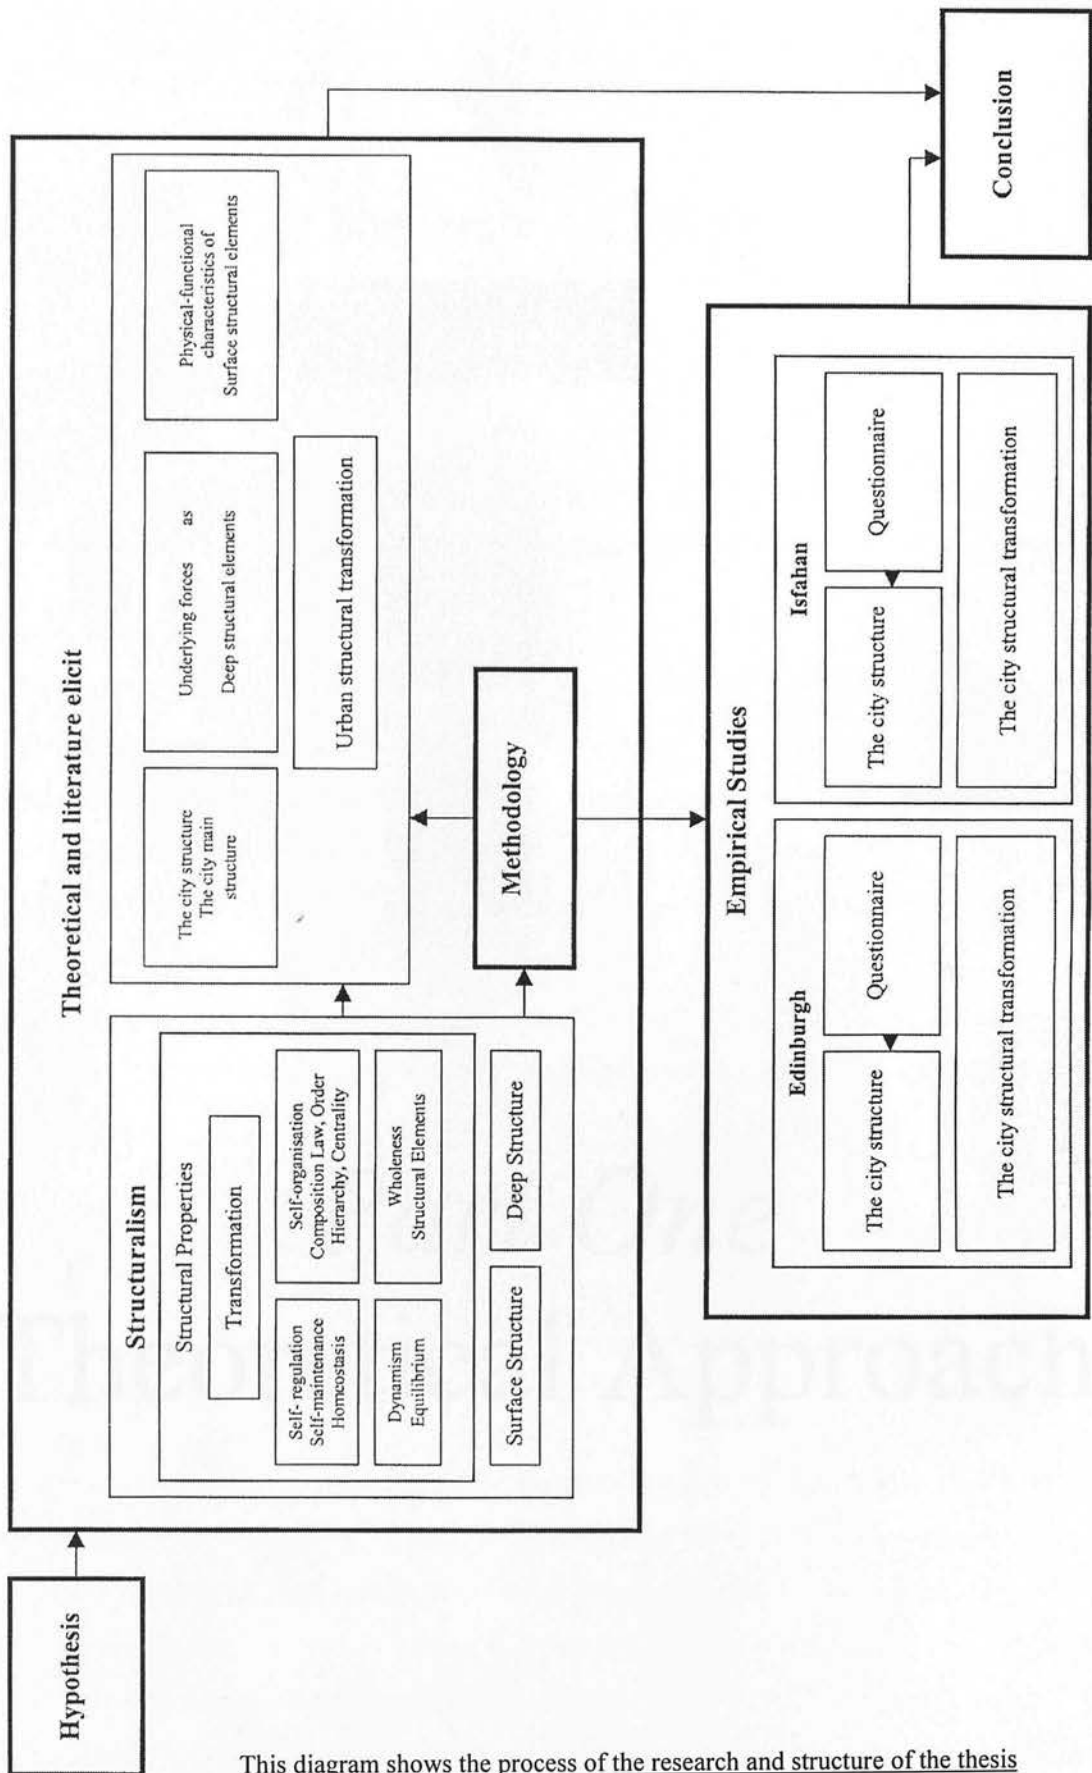 Hypothesis
Theoretical and literature elicit
Structuralism
Structural Properties
Transformation
Self- regulation
Self-maintenance
Homeostasis
Self-organisation
Composition Law, Order
Hierarchy, Centrality
Dynamism
Equilibrium
Wholeness
Structural Elements
Surface Structure
Deep Structure
The city structure
The city main
structure
Underlying forces as
Deep structural elements
Physical-functional
characteristics of
Surface structural elements
Urban structural transformation
Methodology
Empirical Studies
Edinburgh
The city structure
Questionnaire
The city structural transformation
Isfahan
The city structure
Questionnaire
The city structural transformation
Conclusion
This diagram shows the process of the research and structure of the thesis
One
Theoretical Approach